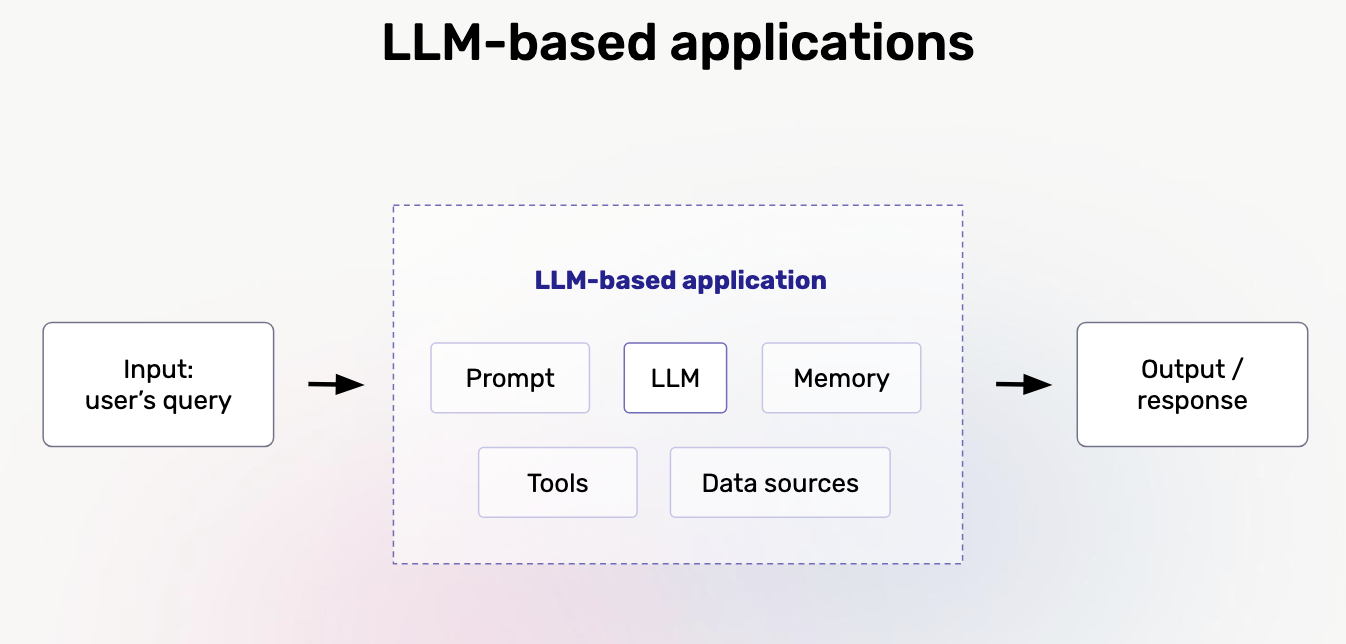 LLM-based applications
LLM-based application
Input:
user’s query
Prompt
LLM
Memory
Tools
Data sources
Output /
response